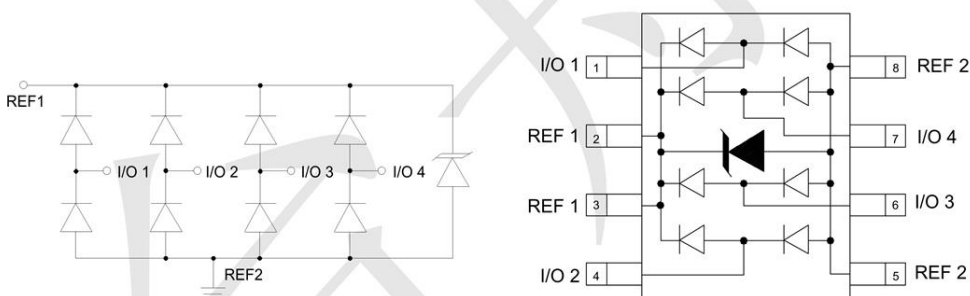 REF1
I/O 1
I/O 2
I/O 3
I/O 4
REF2
I/O 1 1
8 REF 2
REF 1 2
7 I/O 4
REF 1 3
6 I/O 3
I/O 2 4
5 REF 2